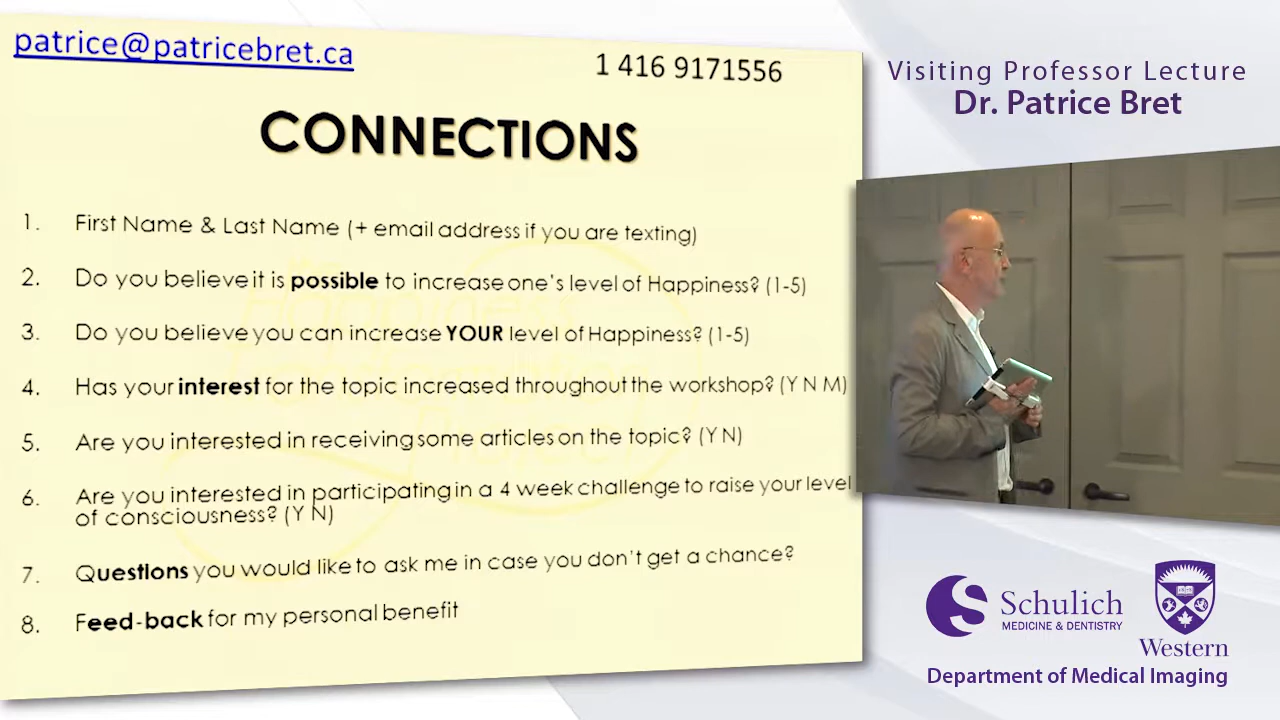 patrice@patricebret.ca
1 416 9171556
CONNECTIONS
1. First Name & Last Name (+ email address if you are texting)
2. Do you believe it is possible to increase one's level of Happiness? (1-5)
3. Do you believe you can increase YOUR level of Happiness? (1-5)
4. Has your interest for the topic increased throughout the workshop? (Y N M)
5. Are you interested in receiving some articles on the topic? (Y N)
6. Are you interested in participating in a 4 week challenge to raise your level
of consciousness? (Y N)
7. Questions you would like to ask me in case you don't get a chance?
8. Feed-back for my personal benefit
Visiting Professor Lecture
Dr. Patrice Bret
Schulich
MEDICINE & DENTISTRY
Western
Department of Medical Imaging